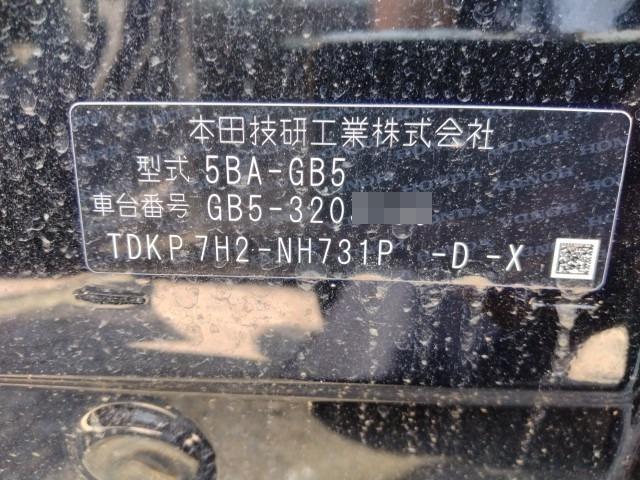 本田技研工業株式会社
型式 5BA-GB5
車台番号 GB5-320
TDKP 7H2-NH731P -D -X